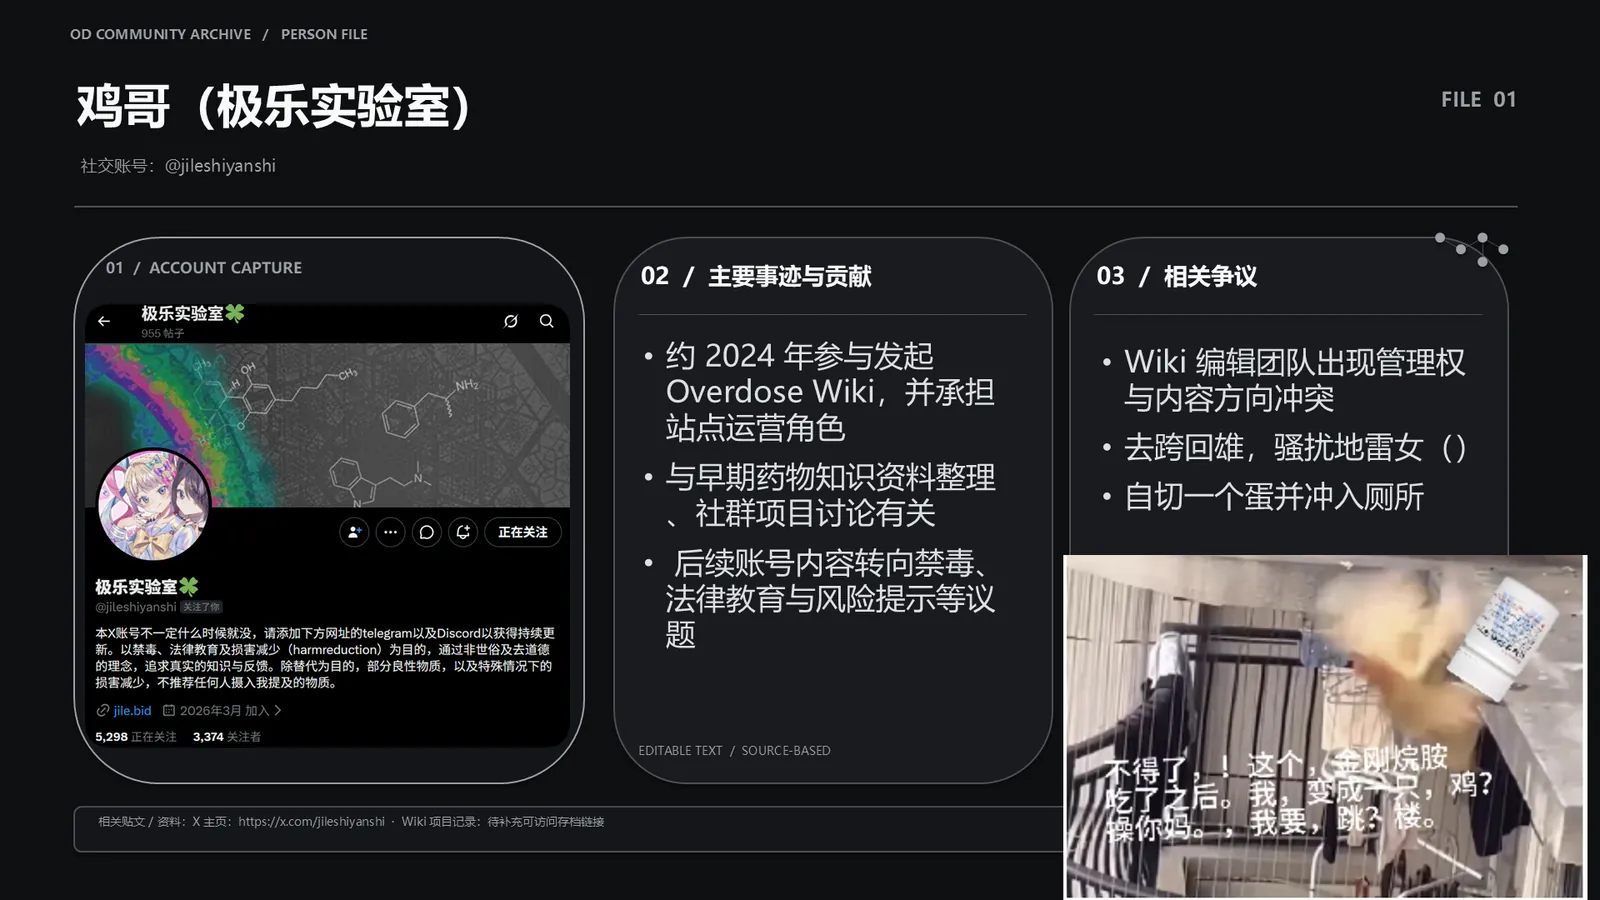 OD COMMUNITY ARCHIVE / PERSON FILE
鸡哥（极乐实验室）
FILE 01
社交账号：@jileshiyanshi
01 / ACCOUNT CAPTURE
极乐实验室🍀
955 帖子
CH₃
CH₃
H
OH
H
O
CH₃
NH₂
N
N
正在关注
极乐实验室🍀
@jileshiyanshi 关注了你
本X账号不一定什么时候就没，请添加下方网址的telegram以及Discord以获得持续更
新。以禁毒、法律教育及损害减少（harmreduction）为目的，通过非世俗及去道德
的理念，追求真实的知识与反馈。除替代为目的，部分良性物质，以及特殊情况下的
损害减少，不推荐任何人摄入我提及的物质。
jile.bid 2026年3月 加入
5,298 正在关注 3,374 关注者
02 / 主要事迹与贡献
• 约 2024 年参与发起
Overdose Wiki，并承担
站点运营角色
• 与早期药物知识资料整理
、社群项目讨论有关
• 后续账号内容转向禁毒、
法律教育与风险提示等议
题
EDITABLE TEXT / SOURCE-BASED
03 / 相关争议
• Wiki 编辑团队出现管理权
与内容方向冲突
• 去跨回雄，骚扰地雷女（）
• 自切一个蛋并冲入厕所
不得了，！这个，金刚烷胺
吃了之后。我，变成一只，鸡？
操你妈。，我要，跳？楼。
相关贴文 / 资料：X 主页：https://x.com/jileshiyanshi · Wiki 项目记录：待补充可访问存档链接